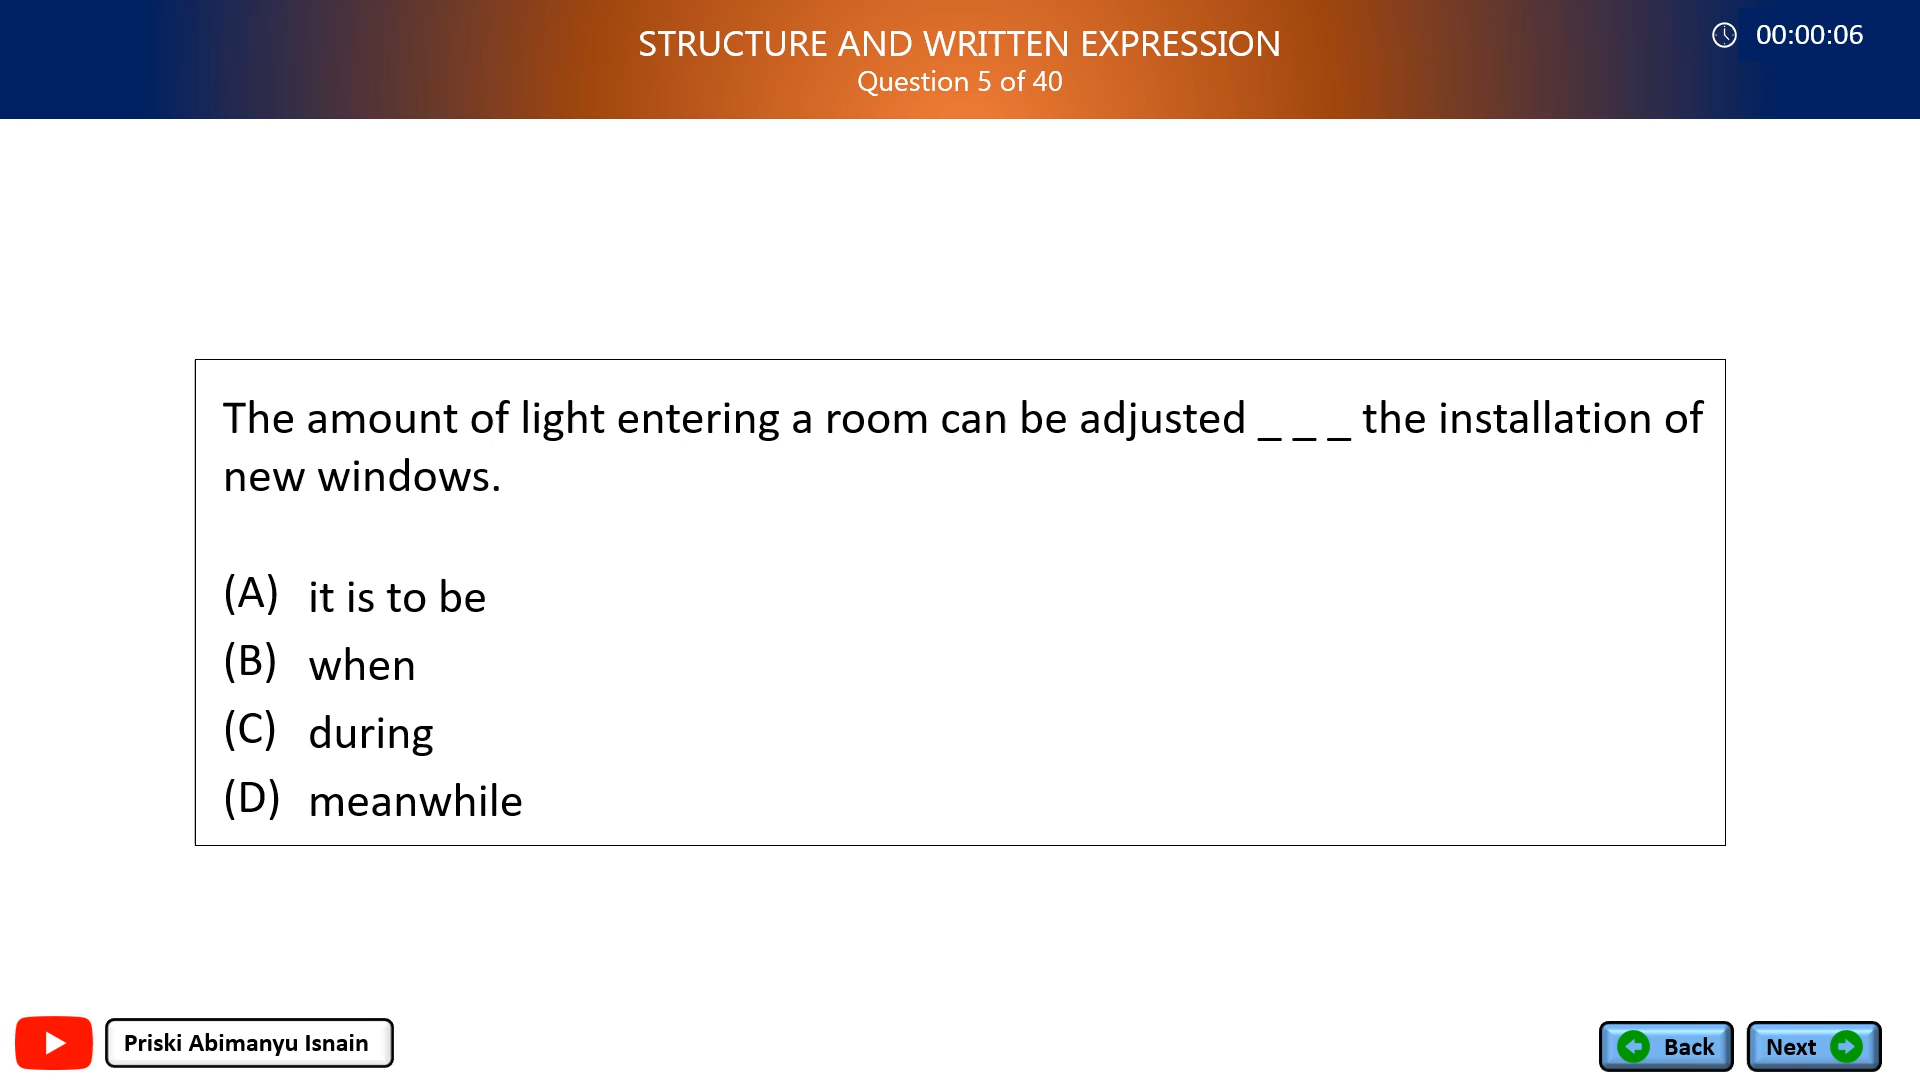 STRUCTURE AND WRITTEN EXPRESSION
Question 5 of 40
00:00:06
The amount of light entering a room can be adjusted _ _ _ the installation of
new windows.
(A) it is to be
(B) when
(C) during
(D) meanwhile
Priski Abimanyu Isnain
Back
Next